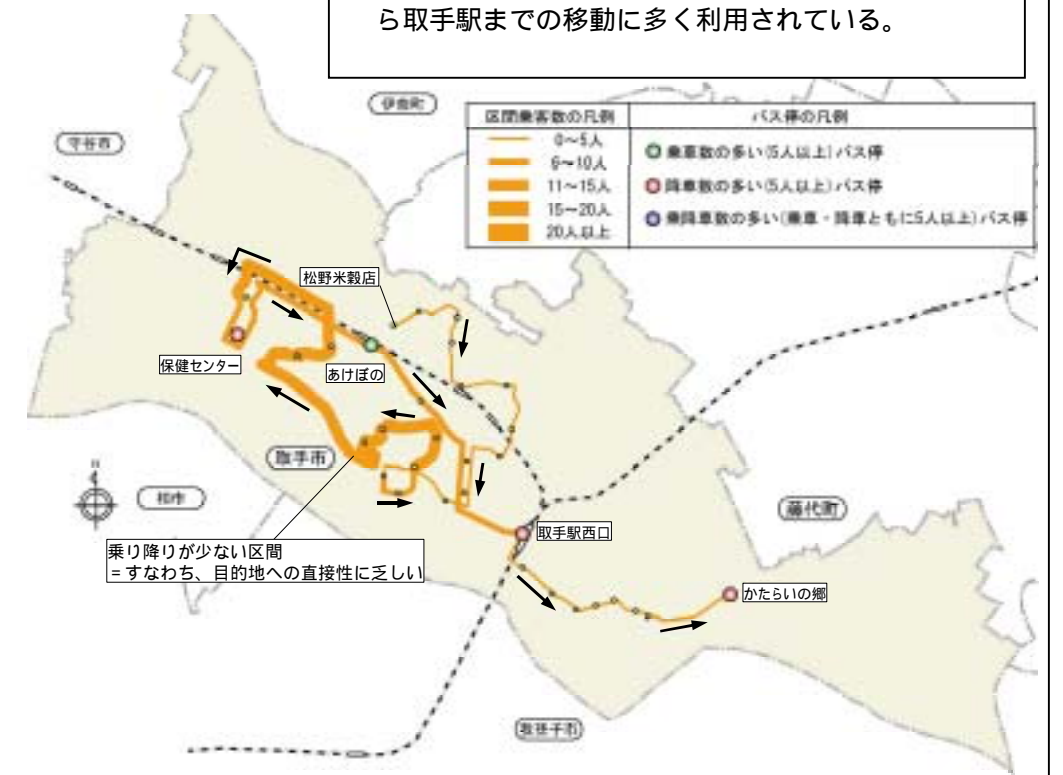 ら取手駅までの移動に多く利用されている。
伊奈町
守谷市
区間乗客数の凡例
バス停の凡例
0～5人
6～10人
11～15人
15～20人
20人以上
乗車数の多い(5人以上)バス停
降車数の多い(5人以上)バス停
乗降車数の多い(乗車・降車ともに5人以上)バス停
松野米穀店
保健センター
あけぼの
取手市
柏市
藤代町
取手駅西口
乗り降りが少ない区間
=すなわち、目的地への直接性に乏しい
かたらいの郷
我孫子市